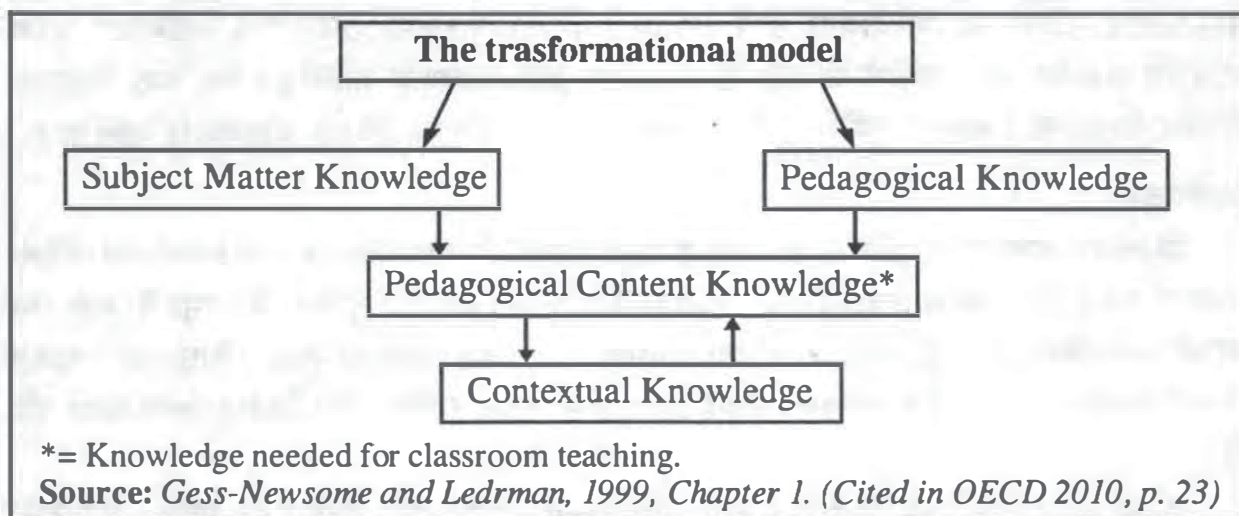 The trasformational model
Subject Matter Knowledge
Pedagogical Knowledge
Pedagogical Content Knowledge*
Contextual Knowledge
*= Knowledge needed for classroom teaching.
Source: Gess-Newsome and Ledrman, 1999, Chapter 1. (Cited in OECD 2010, p. 23)